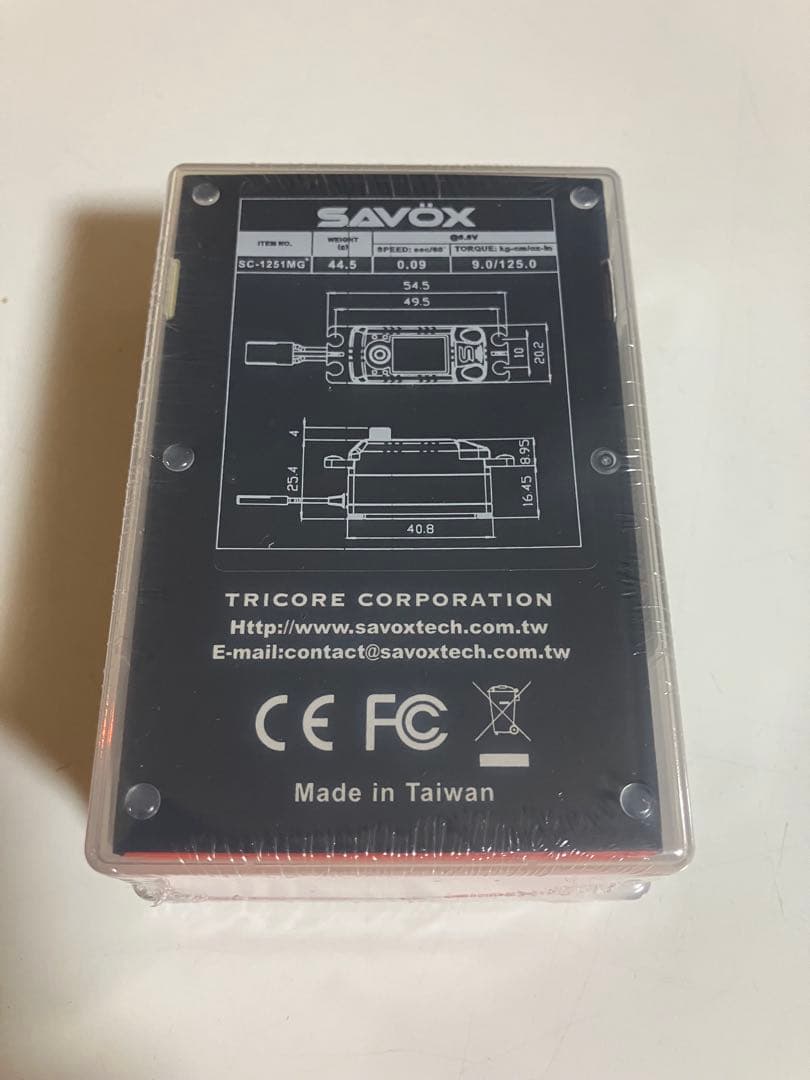 SAVÖX
ITEM NO. WEIGHT (g) @6.0V
SPEED: sec/60° TORQUE: kg-cm/oz-in
SC-1251MG+ 44.5 0.09 9.0/125.0
54.5
49.5
10
20.2
4
25.4
8.95
16.45
40.8
TRICORE CORPORATION
Http://www.savoxtech.com.tw
E-mail:contact@savoxtech.com.tw
CE FC
Made in Taiwan